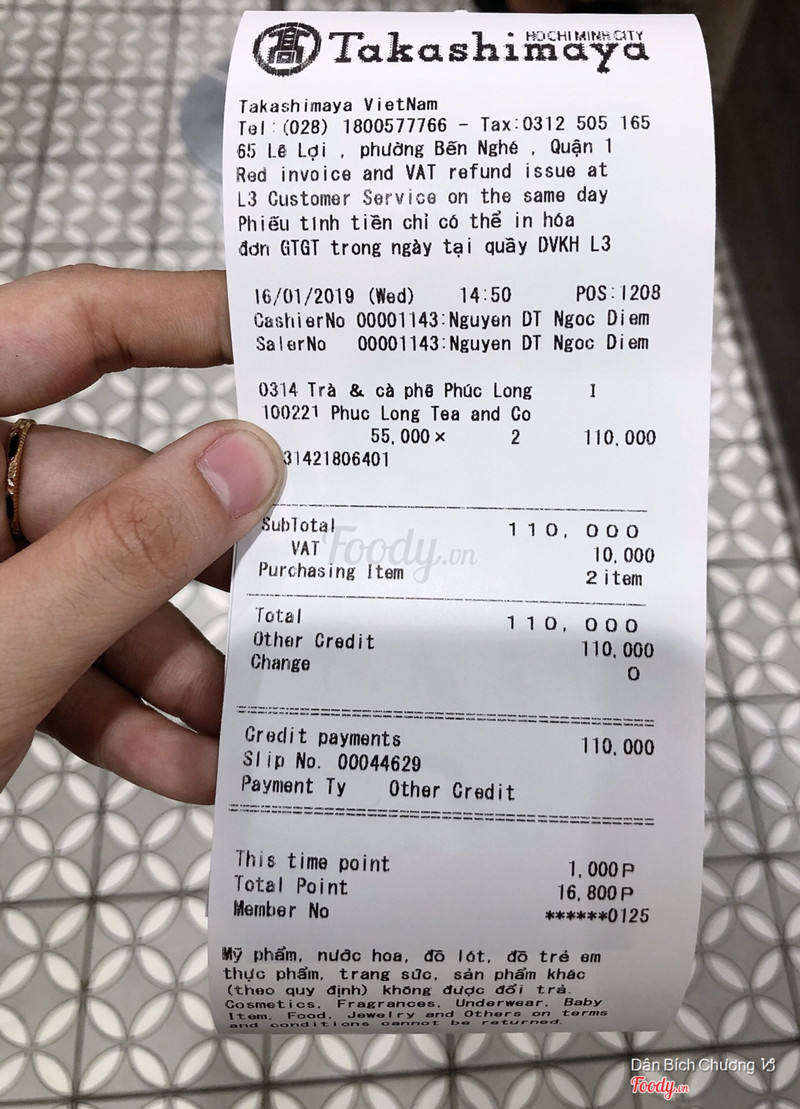 HO CHI MINH CITY
Takashimaya
Takashimaya VietNam
Tel:(028) 1800577766 - Tax:0312 505 165
65 Lê Lợi , phường Bến Nghé , Quận 1
Red invoice and VAT refund issue at
L3 Customer Service on the same day
Phiếu tính tiền chỉ có thể in hóa
đơn GTGT trong ngày tại quầy DVKH L3
16/01/2019 (Wed) 14:50 POS:1208
CashierNo 00001143:Nguyen DT Ngoc Diem
SalerNo 00001143:Nguyen DT Ngoc Diem
0314 Trà & cà phê Phúc Long I
100221 Phuc Long Tea and Co
55,000× 2 110,000
31421806401
SubTotal 110,000
VAT 10,000
Purchasing Item 2 item
Foody.vn
Total 110,000
Other Credit 110,000
Change 0
Credit payments 110,000
Slip No. 00044629
Payment Ty Other Credit
This time point 1,000P
Total Point 16,800P
Member No ******0125
Mỹ phẩm, nước hoa, đồ lót, đồ trẻ em
thực phẩm, trang sức, sản phẩm khác
(theo quy định) không được đổi trả.
Cosmetics, Fragrances, Underwear, Baby
Item, Food, Jewelry and Others on terms
and conditions cannot be returned.
Dân Bích Chương
Foody.vn